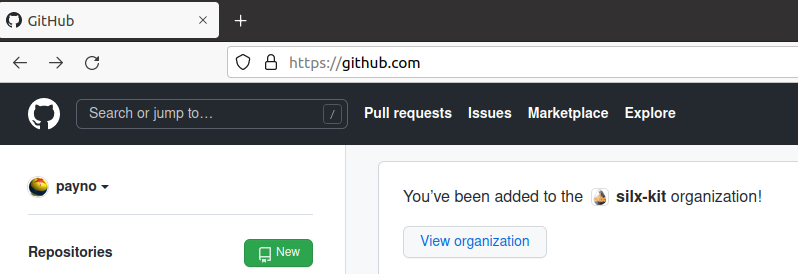 GitHub
https://github.com
Search or jump to… / Pull requests Issues Marketplace Explore
payno
You've been added to the silx-kit organization!
View organization
Repositories New